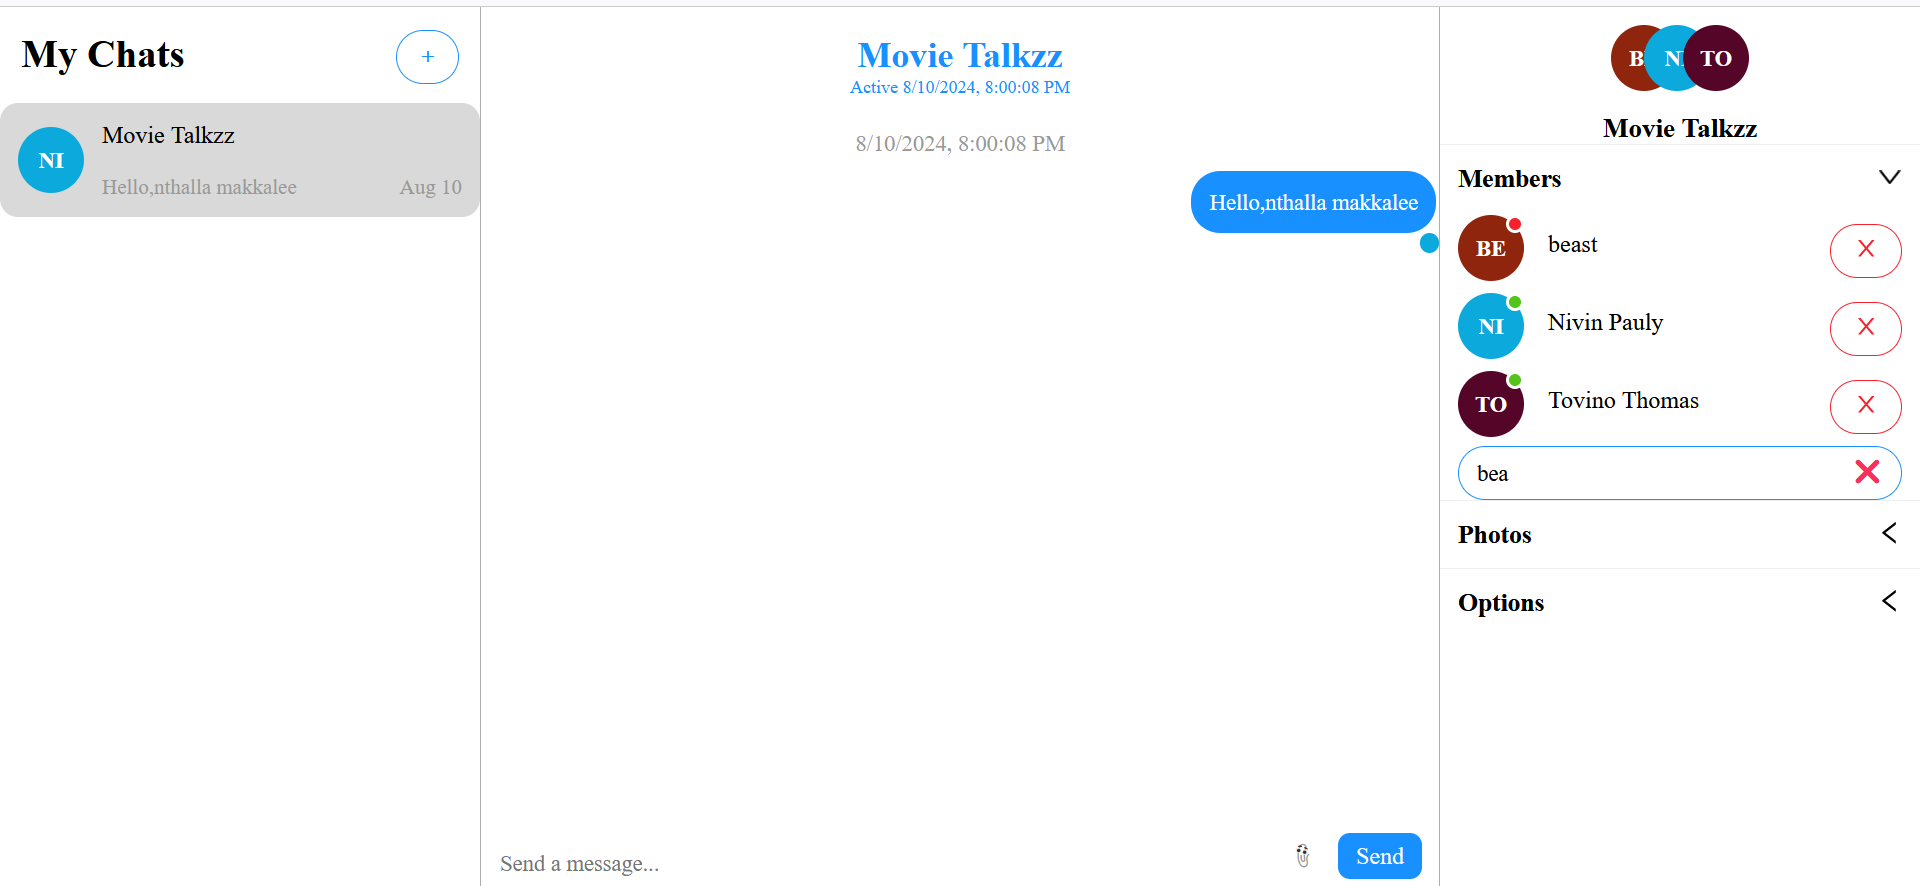 My Chats
+
NI
Movie Talkzz
Hello,nthalla makkalee
Aug 10
Movie Talkzz
Active 8/10/2024, 8:00:08 PM
8/10/2024, 8:00:08 PM
Hello,nthalla makkalee
Send a message...
Send
B
NI
TO
Movie Talkzz
Members
BE
beast
X
NI
Nivin Pauly
X
TO
Tovino Thomas
X
bea
Photos
Options